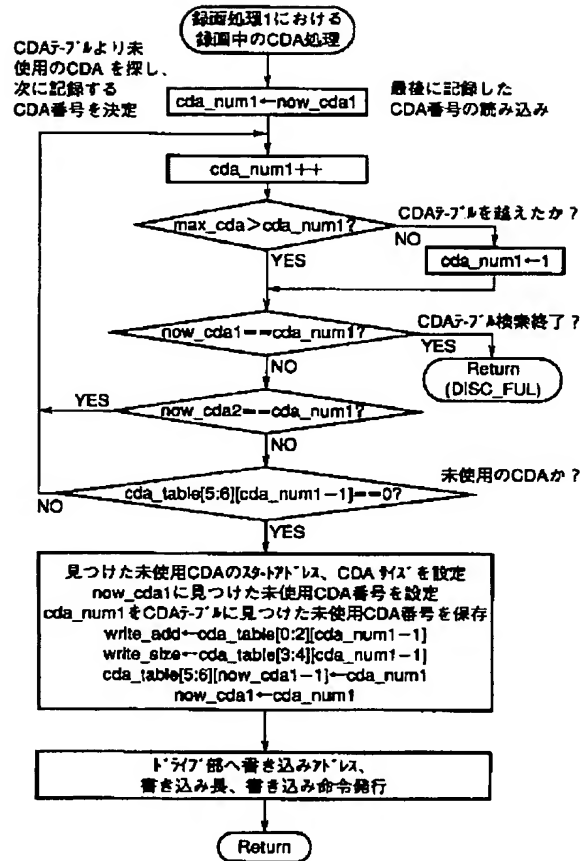 録画処理1における
録画中のCDA処理
CDAﾃｰﾌﾞﾙより未
使用のCDA を探し、
次に記録する
CDA番号を決定
cda_num1←now_cda1
最後に記録した
CDA番号の読み込み
cda_num1++
max_cda>cda_num1?
CDAﾃｰﾌﾞﾙを越えたか？
NO
YES
cda_num1←1
now_cda1==cda_num1?
CDAﾃｰﾌﾞﾙ検索終了？
YES
NO
Return
(DISC_FUL)
YES
now_cda2==cda_num1?
NO
未使用のCDAか？
cda_table[5:6][cda_num1-1]==0?
NO
YES
見つけた未使用CDAのｽﾀｰﾄｱﾄﾞﾚｽ、CDA ｻｲｽﾞを設定
now_cda1に見つけた未使用CDA番号を設定
cda_num1をCDAﾃｰﾌﾞﾙに見つけた未使用CDA番号を保存
write_add←cda_table[0:2][cda_num1-1]
write_size←cda_table[3:4][cda_num1-1]
cda_table[5:6][now_cda1-1]←cda_num1
now_cda1←cda_num1
ﾄﾞﾗｲﾌﾞ部へ書き込みｱﾄﾞﾚｽ、
書き込み長、書き込み命令発行
Return